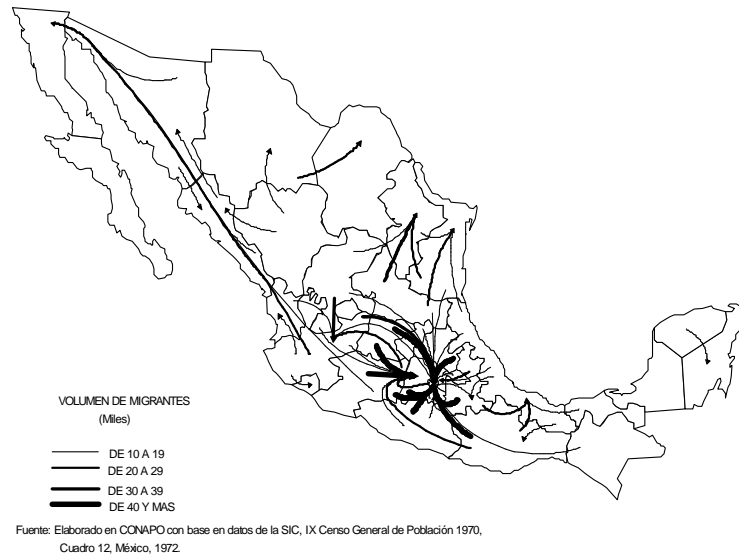 VOLUMEN DE MIGRANTES
(Miles)
DE 10 A 19
DE 20 A 29
DE 30 A 39
DE 40 Y MAS
Fuente: Elaborado en CONAPO con base en datos de la SIC, IX Censo General de Población 1970,
Cuadro 12, México, 1972.